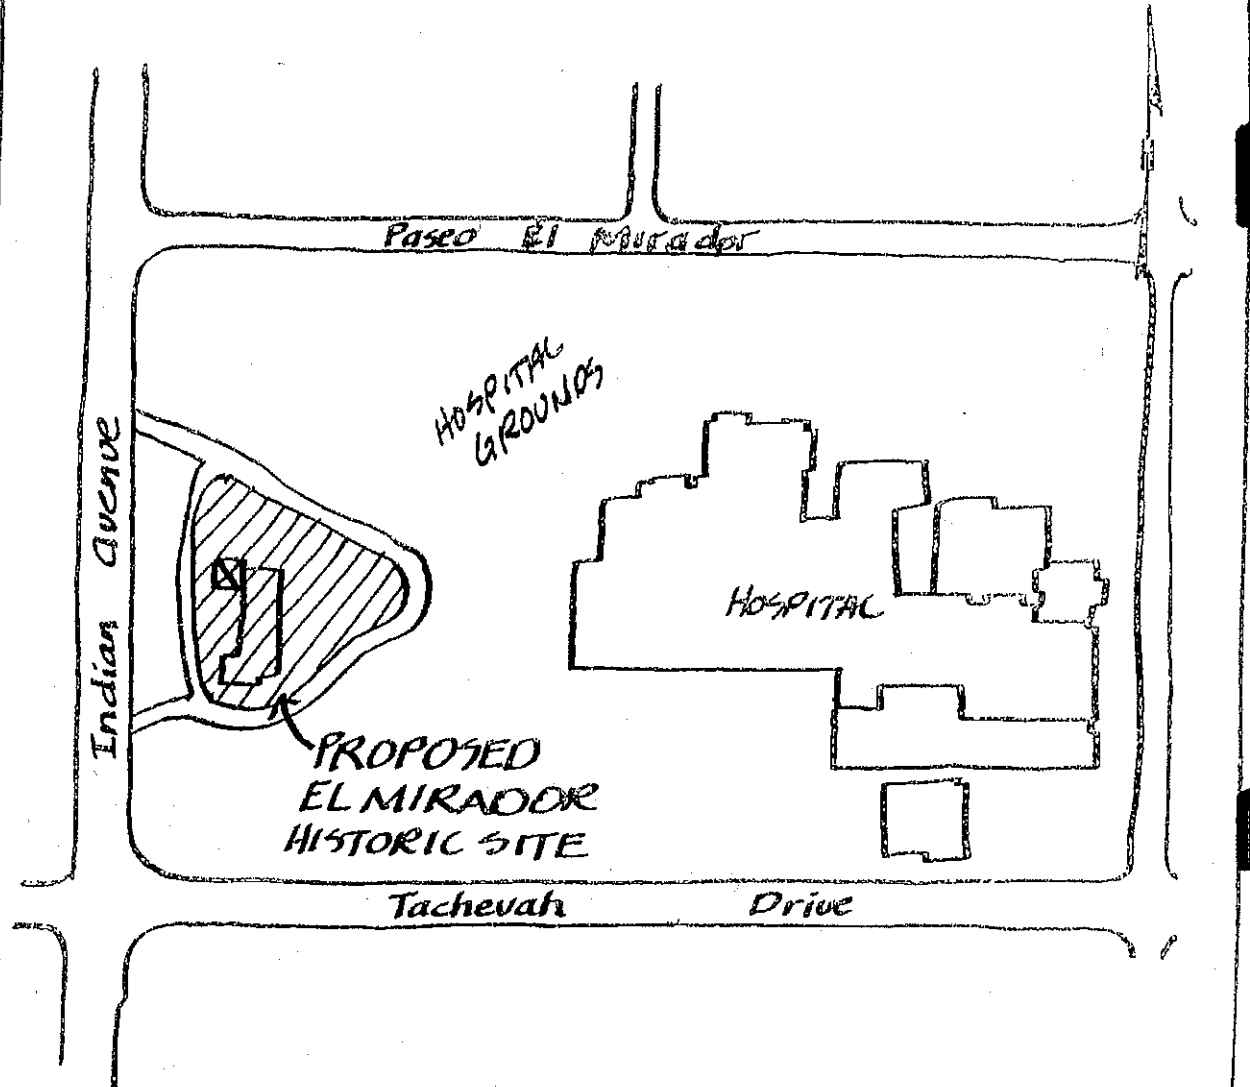 Paseo El Mirador
HOSPITAL
GROUNDS
Indian Avenue
HOSPITAL
PROPOSED
EL MIRADOR
HISTORIC SITE
Tachevah Drive